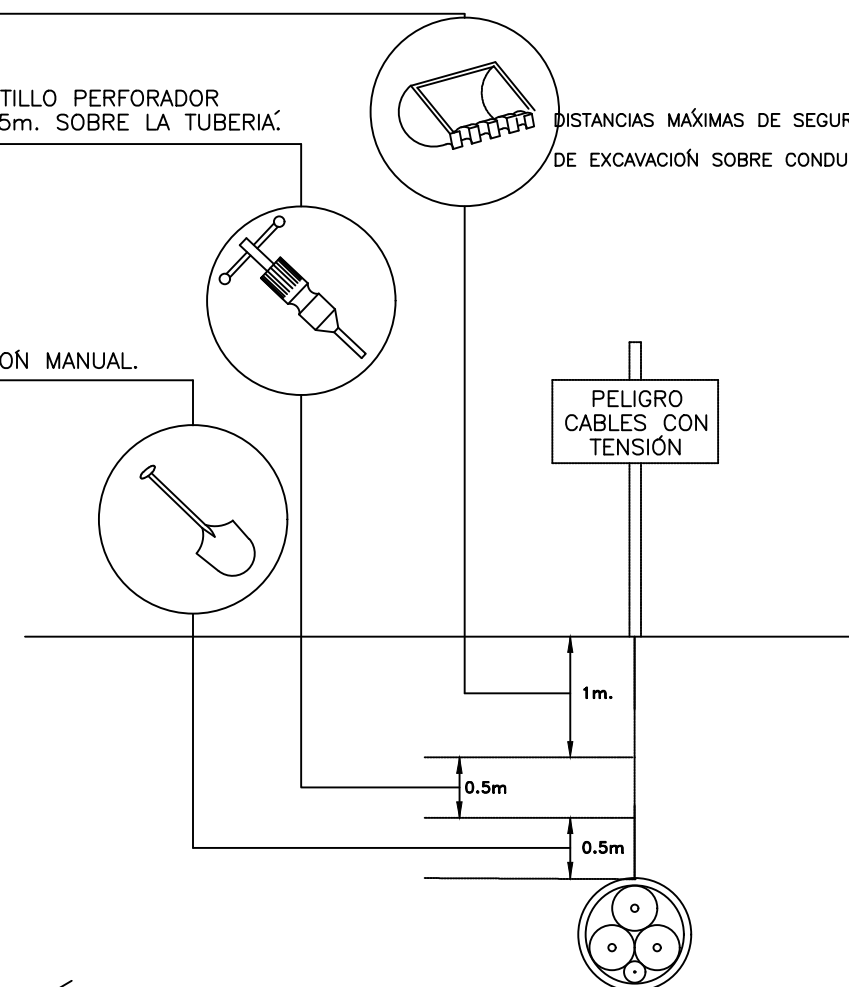 TILLO PERFORADOR
5m. SOBRE LA TUBERIÁ.
DISTANCIAS MÁXIMAS DE SEGUR
DE EXCAVACIÓN SOBRE CONDU
ÓN MANUAL.
PELIGRO
CABLES CON
TENSIÓN
1m.
0.5m
0.5m